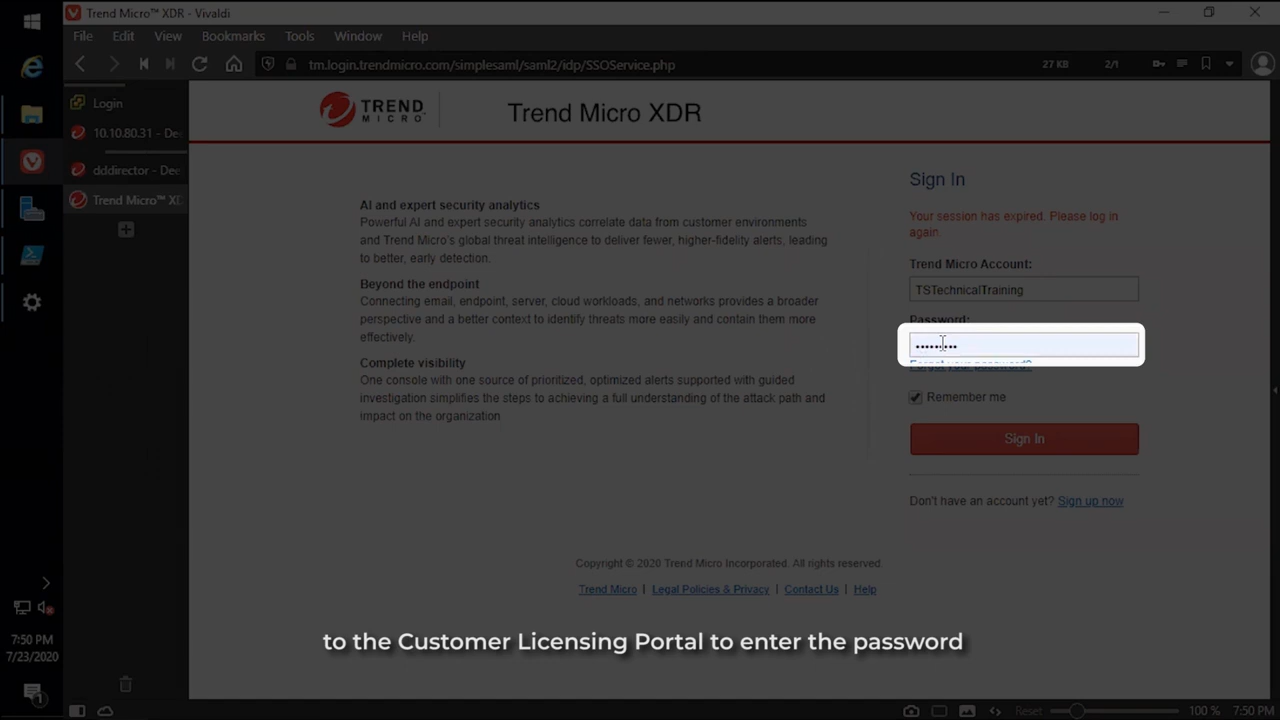 Trend Micro™ XDR - Vivaldi
File Edit View Bookmarks Tools Window Help
tm.login.trendmicro.com/simplesaml/saml2/idp/SSOService.php 27 KB 2/1
Login
10.10.80.31 - De
dddirector - Dee
Trend Micro™ XD
TREND
MICRO
Trend Micro XDR
AI and expert security analytics
Powerful AI and expert security analytics correlate data from customer environments
and Trend Micro's global threat intelligence to deliver fewer, higher-fidelity alerts, leading
to better, early detection.
Beyond the endpoint
Connecting email, endpoint, server, cloud workloads, and networks provides a broader
perspective and a better context to identify threats more easily and contain them more
effectively.
Complete visibility
One console with one source of prioritized, optimized alerts supported with guided
investigation simplifies the steps to achieving a full understanding of the attack path and
impact on the organization
Sign In
Your session has expired. Please log in
again.
Trend Micro Account:
TSTechnicalTraining
Password:
Forgot your password?
Remember me
Sign In
Don't have an account yet? Sign up now
Copyright © 2020 Trend Micro Incorporated. All rights reserved.
Trend Micro | Legal Policies & Privacy | Contact Us | Help
to the Customer Licensing Portal to enter the password
7:50 PM
7/23/2020
1
Reset 100 % 7:50 PM